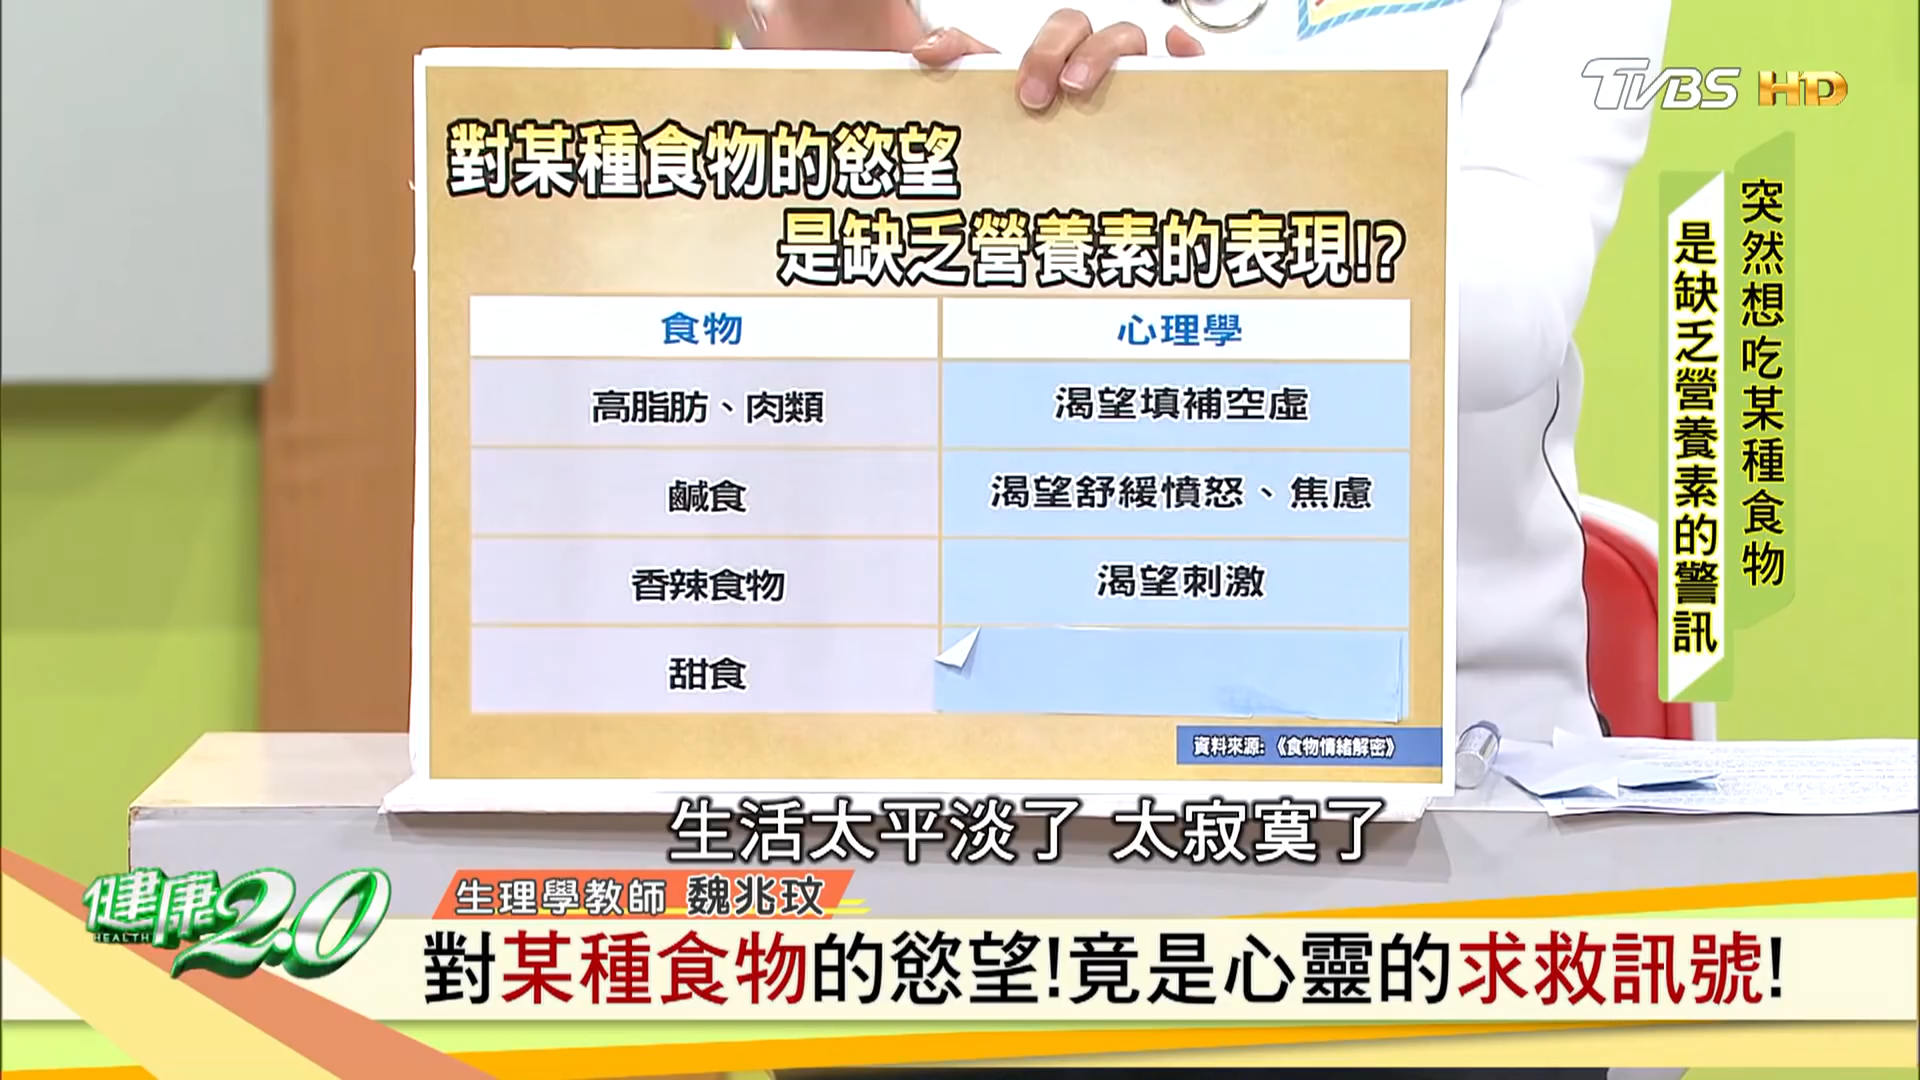 TVBS HD
對某種食物的慾望
是缺乏營養素的表現!?
食物
心理學
高脂肪、肉類
渴望填補空虛
鹹食
渴望舒緩憤怒、焦慮
香辣食物
渴望刺激
甜食
資料來源:《食物情緒解密》
突然想吃某種食物
是缺乏營養素的警訊
生活太平淡了 太寂寞了
健康2.0
HEALTH
生理學教師 魏兆玟
對某種食物的慾望!竟是心靈的求救訊號!